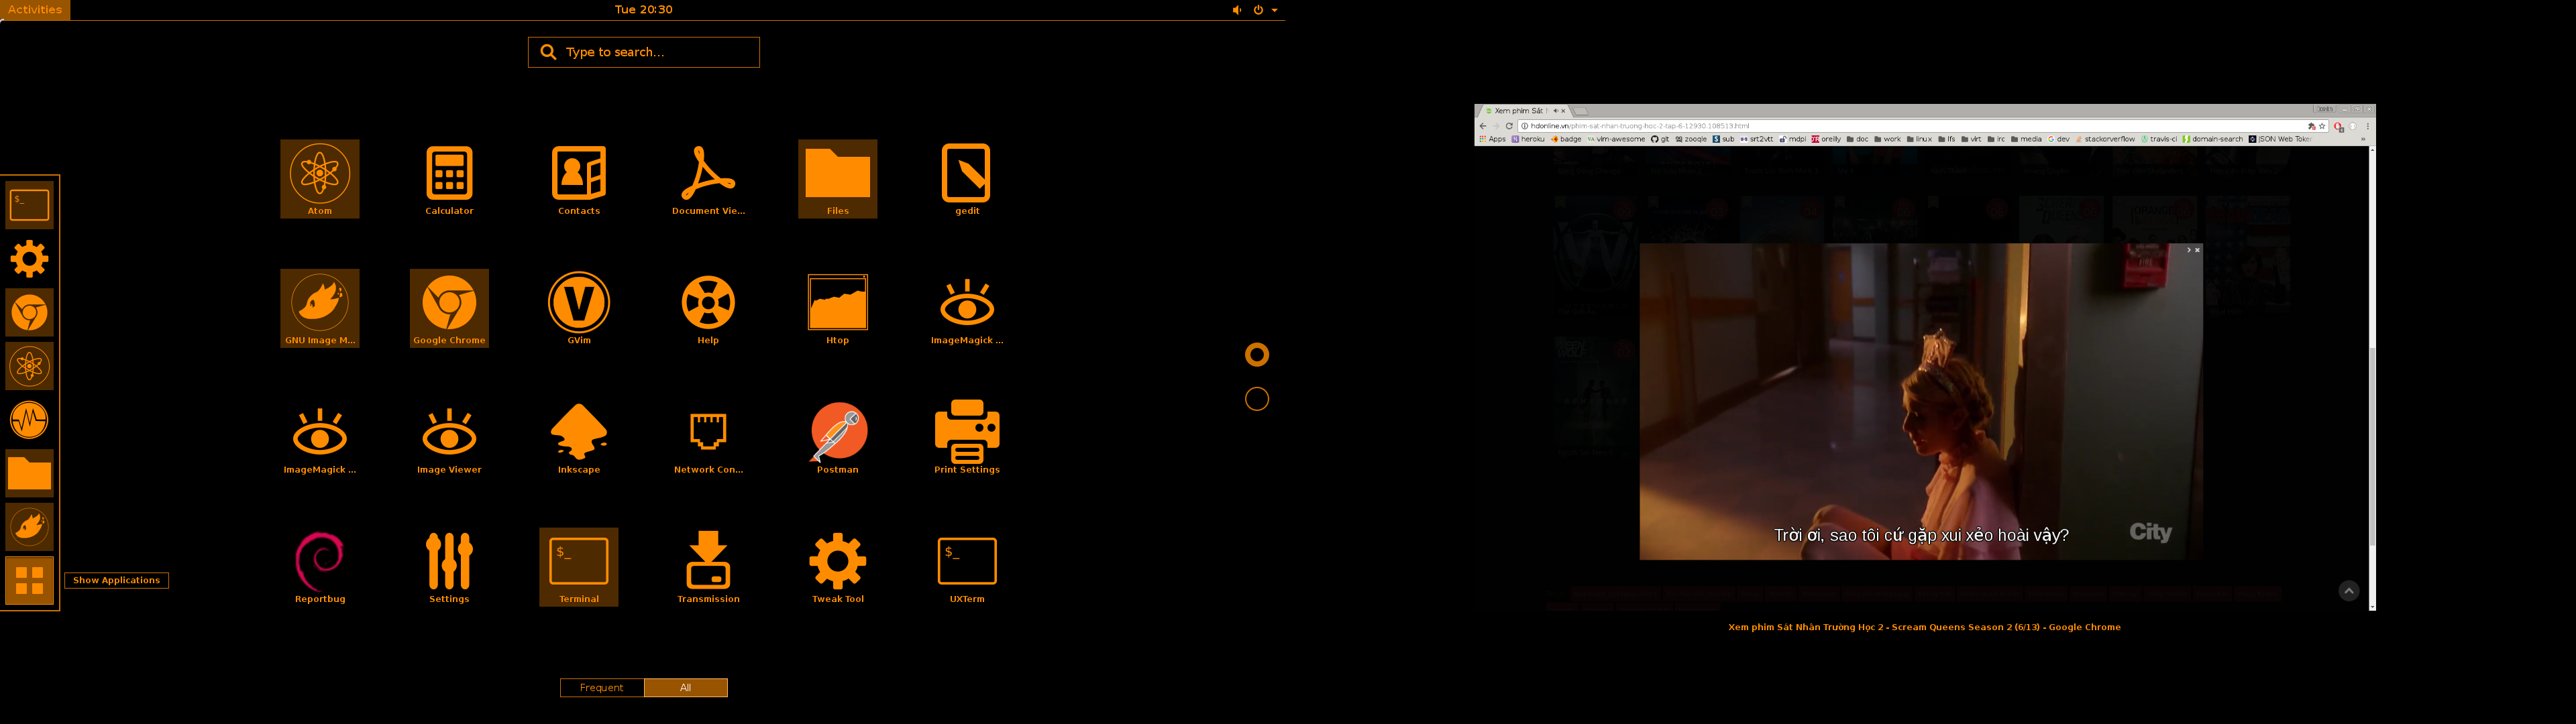 Activities
Tue 20:30
Type to search...
Atom
Calculator
Contacts
Document Vie...
Files
gedit
GNU Image M...
Google Chrome
GVim
Help
Htop
ImageMagick ...
ImageMagick ...
Image Viewer
Inkscape
Network Con...
Postman
Print Settings
Reportbug
Settings
Terminal
Transmission
Tweak Tool
UXTerm
$_
$_
$_
Show Applications
Frequent
All
Xem phim Sát
hdonline.vn/phim-sat-nhan-truong-hoc-2-tap-6-12930.108513.html
Apps heroku badge vim-awesome git zoogle sub srt2vtt mdpi oreilly doc work linux lfs vlrt irc media dev stackorverflow travis-ci domain-search JSON Web Toke
FIRE
Trời ơi, sao tôi cứ gặp xui xẻo hoài vậy?
City
Xem phim Sát Nhân Trường Học 2 - Scream Queens Season 2 (6/13) - Google Chrome